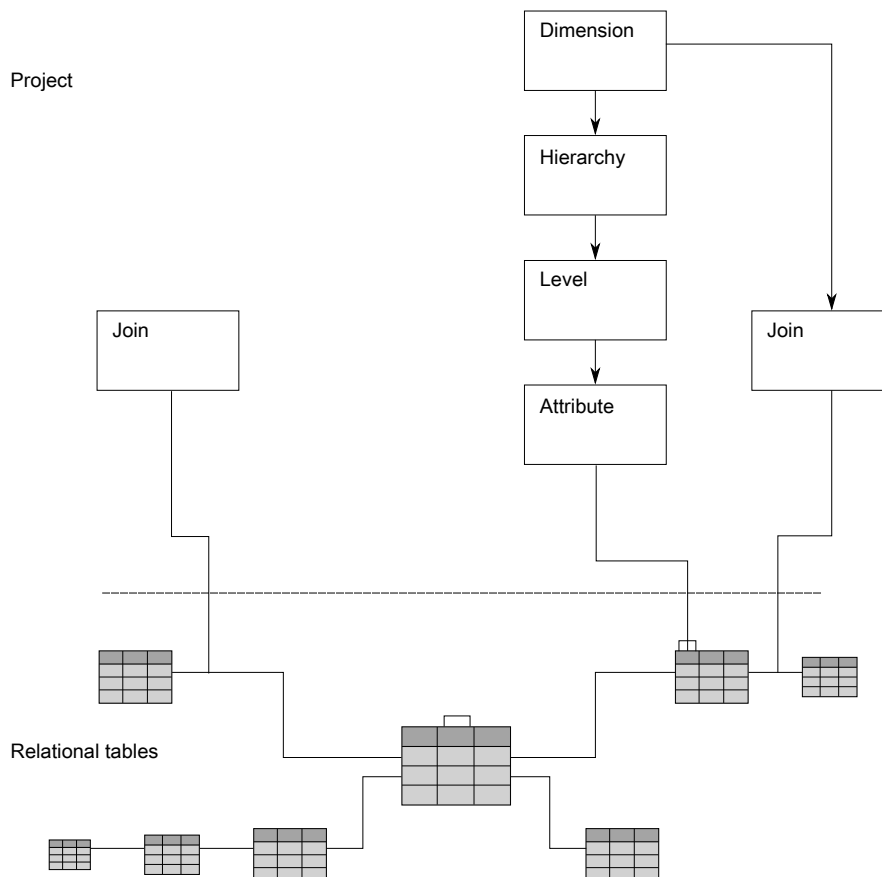 Dimension
Project
Hierarchy
Level
Join
Join
Attribute
Relational tables